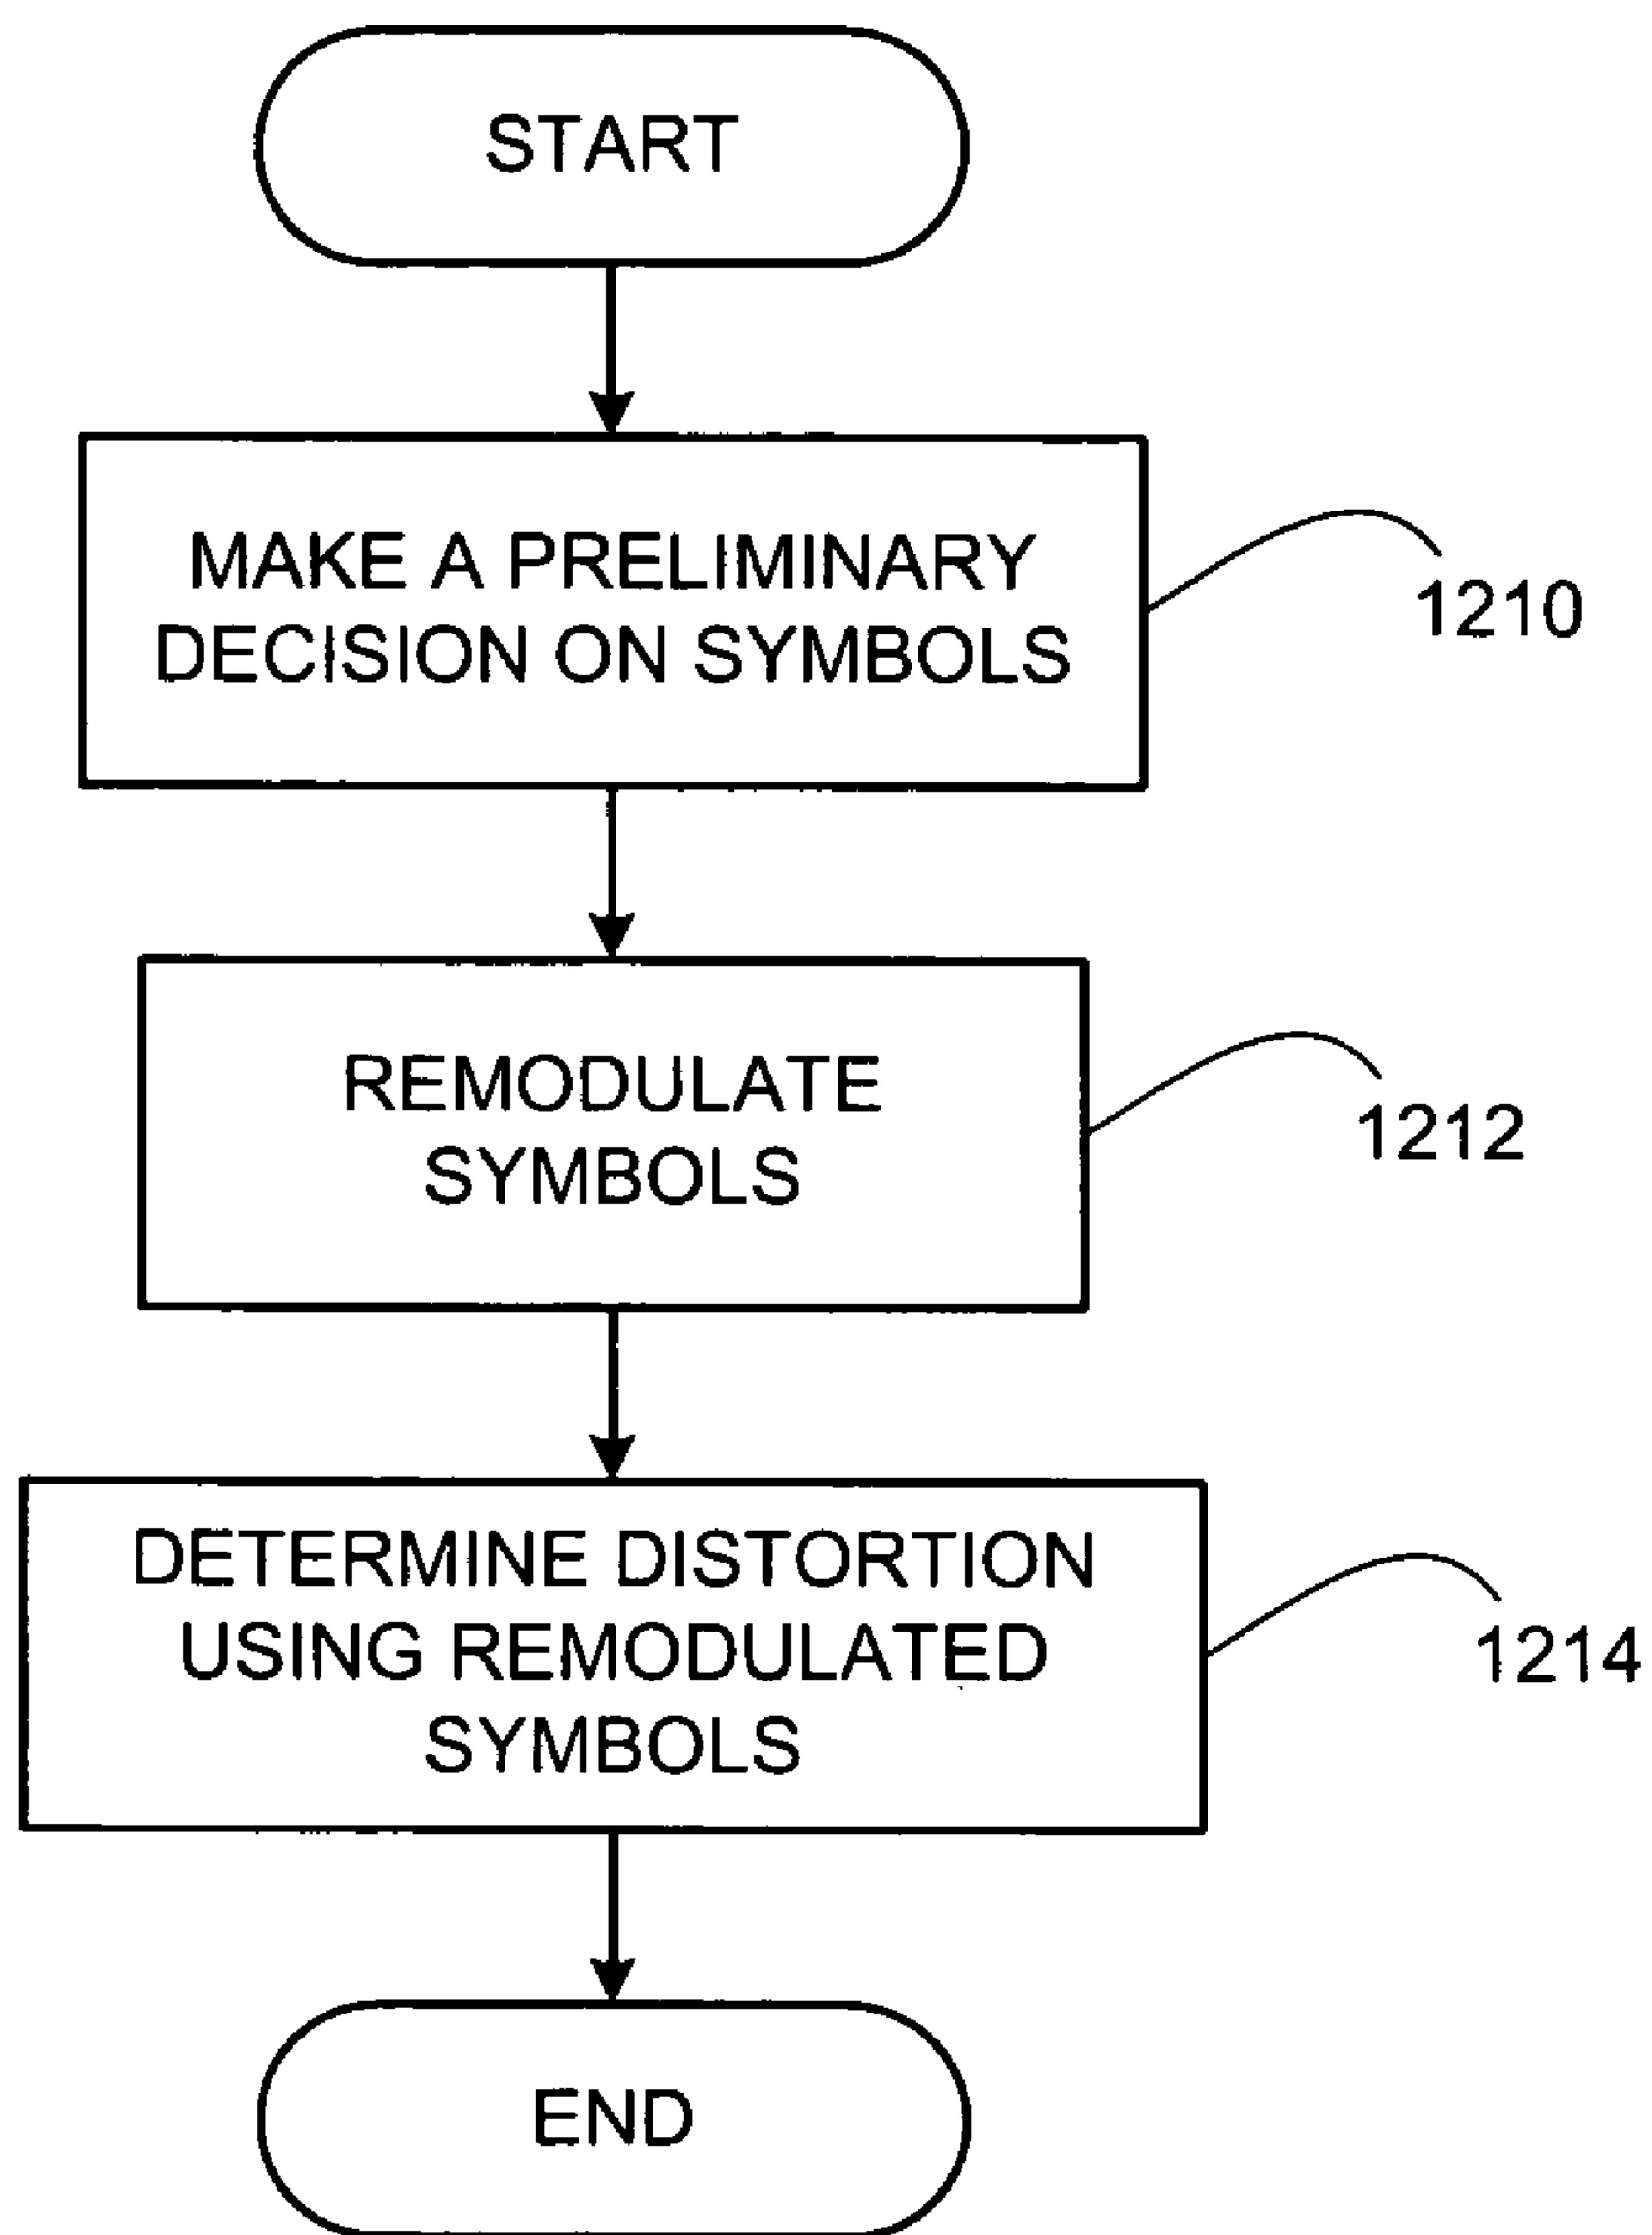 START
MAKE A PRELIMINARY
DECISION ON SYMBOLS
1210
REMODULATE
SYMBOLS
1212
DETERMINE DISTORTION
USING REMODULATED
SYMBOLS
1214
END